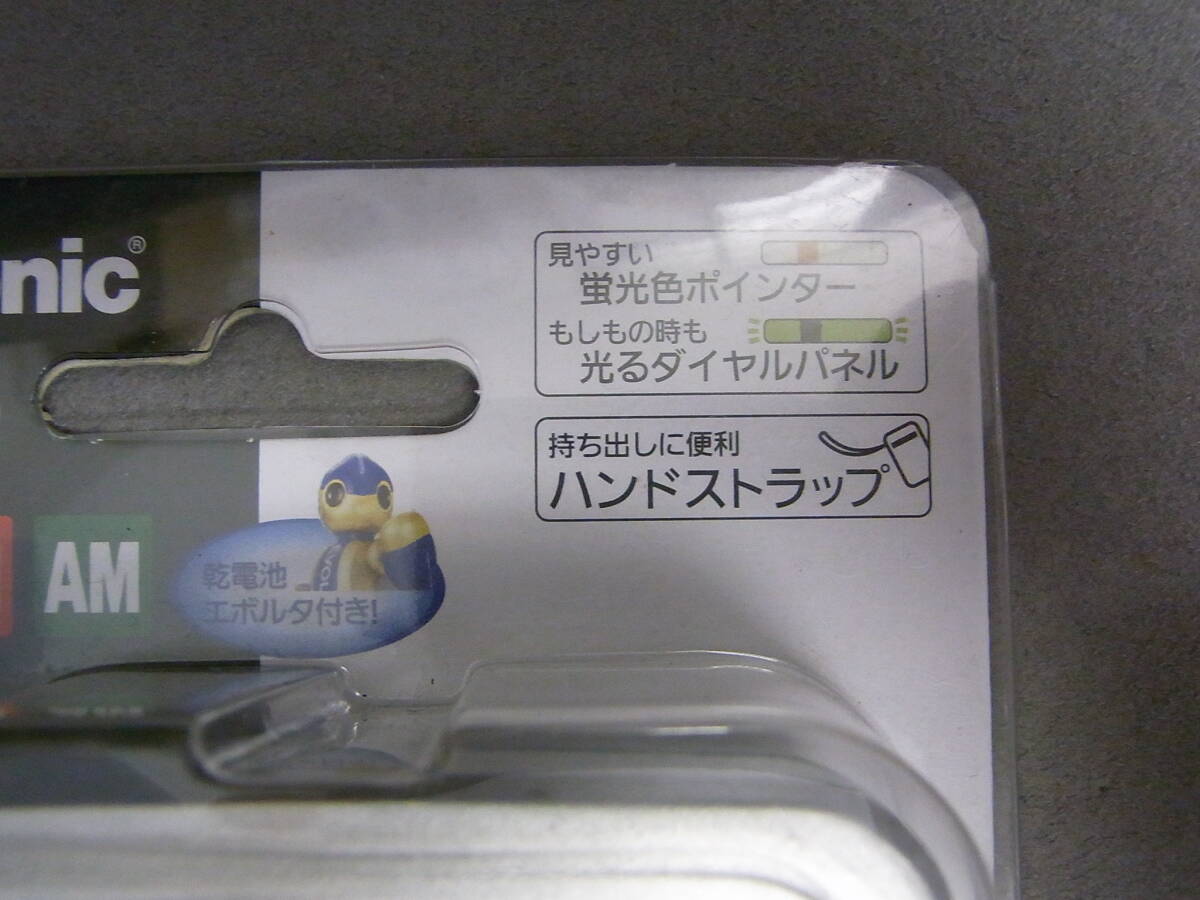 nic®
見やすい
蛍光色ポインター
もしもの時も
光るダイヤルパネル
持ち出しに便利
ハンドストラップ
AM
乾電池
エボルタ付き!